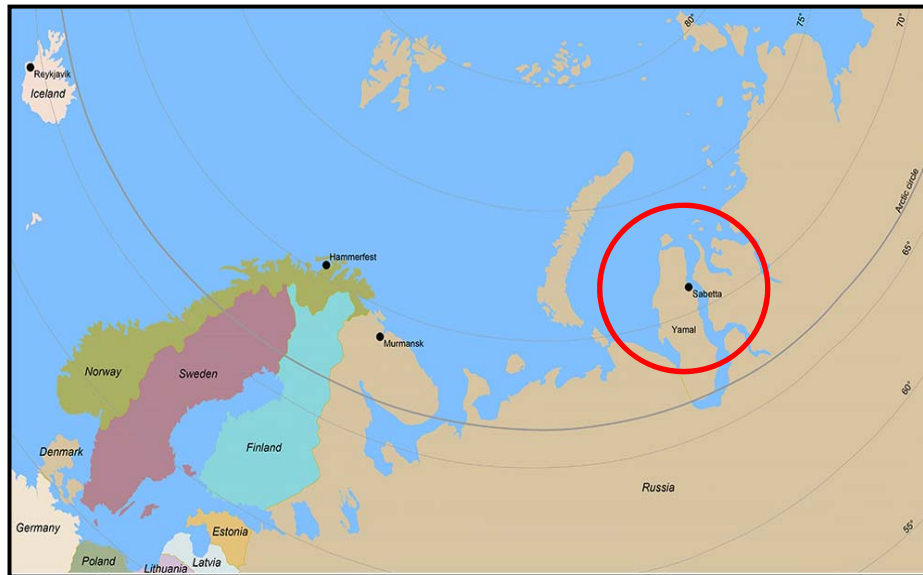 80°
75°
70°
Reykjavik
Iceland
Arctic circle
65°
Hammerfest
Sabetta
Yamal
Murmansk
Norway
Sweden
60°
Denmark
Finland
Russia
Germany
Estonia
55°
Poland
Latvia
Lithuania